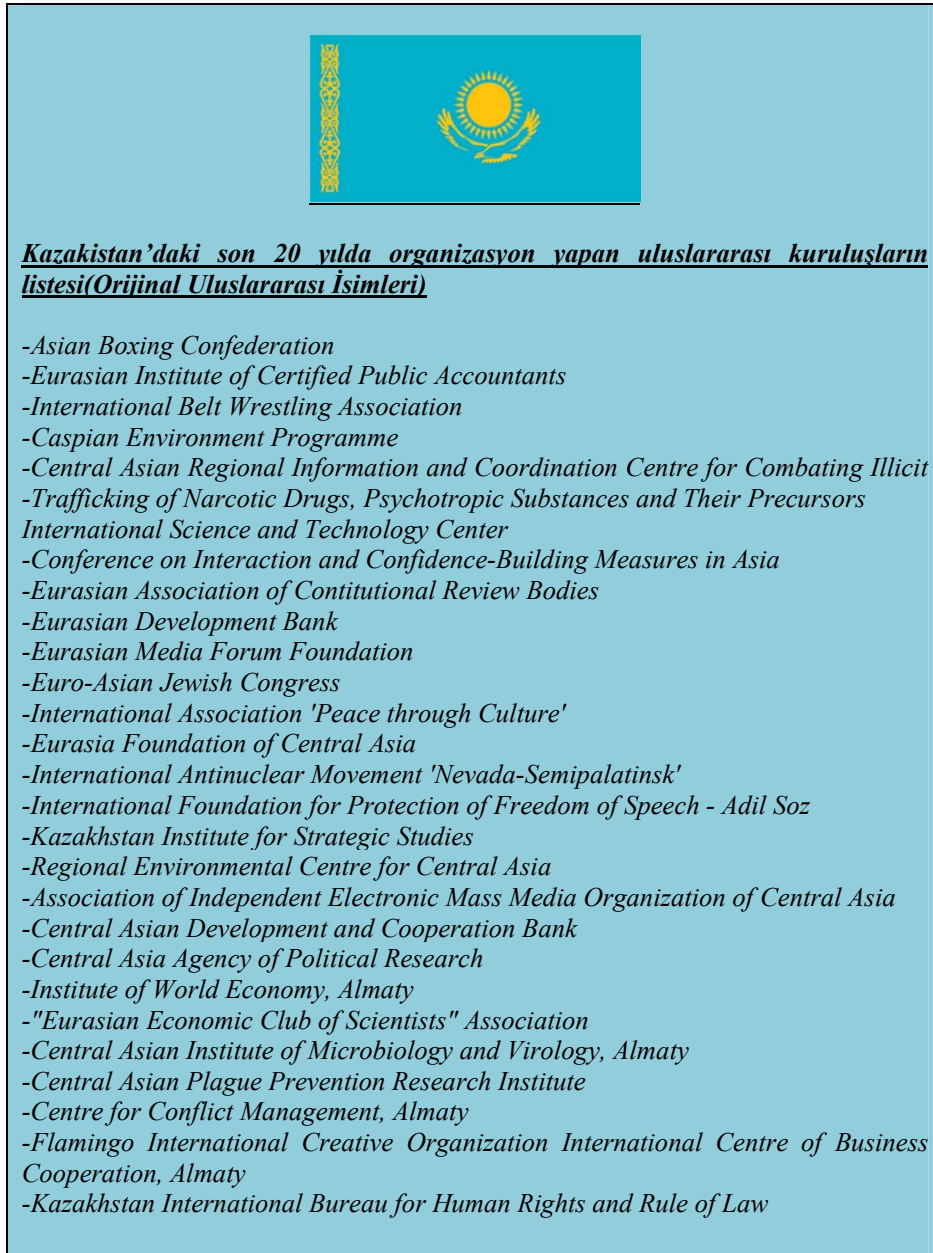 Kazakistan’daki son 20 yılda organizasyon yapan uluslararası kuruluşların
listesi(Orijinal Uluslararası İsimleri)
-Asian Boxing Confederation
-Eurasian Institute of Certified Public Accountants
-International Belt Wrestling Association
-Caspian Environment Programme
-Central Asian Regional Information and Coordination Centre for Combating Illicit
-Trafficking of Narcotic Drugs, Psychotropic Substances and Their Precursors
International Science and Technology Center
-Conference on Interaction and Confidence-Building Measures in Asia
-Eurasian Association of Contitutional Review Bodies
-Eurasian Development Bank
-Eurasian Media Forum Foundation
-Euro-Asian Jewish Congress
-International Association 'Peace through Culture'
-Eurasia Foundation of Central Asia
-International Antinuclear Movement 'Nevada-Semipalatinsk'
-International Foundation for Protection of Freedom of Speech - Adil Soz
-Kazakhstan Institute for Strategic Studies
-Regional Environmental Centre for Central Asia
-Association of Independent Electronic Mass Media Organization of Central Asia
-Central Asian Development and Cooperation Bank
-Central Asia Agency of Political Research
-Institute of World Economy, Almaty
-"Eurasian Economic Club of Scientists" Association
-Central Asian Institute of Microbiology and Virology, Almaty
-Central Asian Plague Prevention Research Institute
-Centre for Conflict Management, Almaty
-Flamingo International Creative Organization International Centre of Business
Cooperation, Almaty
-Kazakhstan International Bureau for Human Rights and Rule of Law